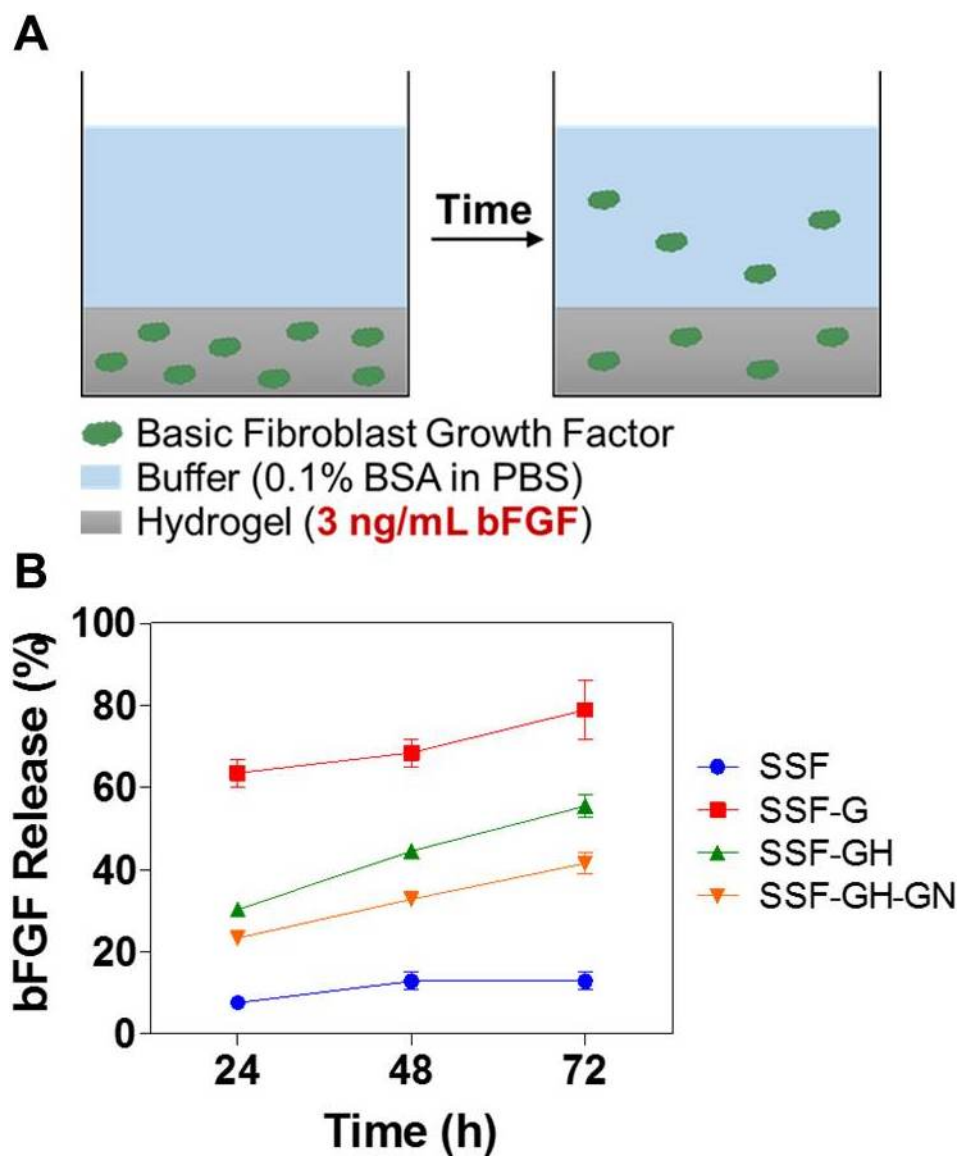 A
Time
Basic Fibroblast Growth Factor
Buffer (0.1% BSA in PBS)
Hydrogel (3 ng/mL bFGF)
B
bFGF Release (%)
100
80
60
40
20
0
24 48 72
Time (h)
SSF
SSF-G
SSF-GH
SSF-GH-GN